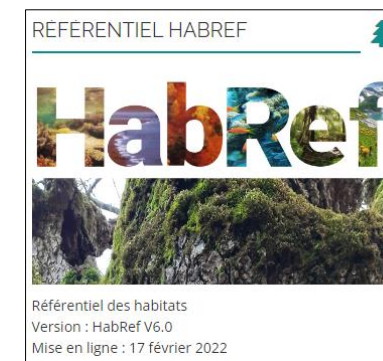 RÉFÉRENTIEL HABREF
HabRef
Référentiel des habitats
Version : HabRef V6.0
Mise en ligne : 17 février 2022